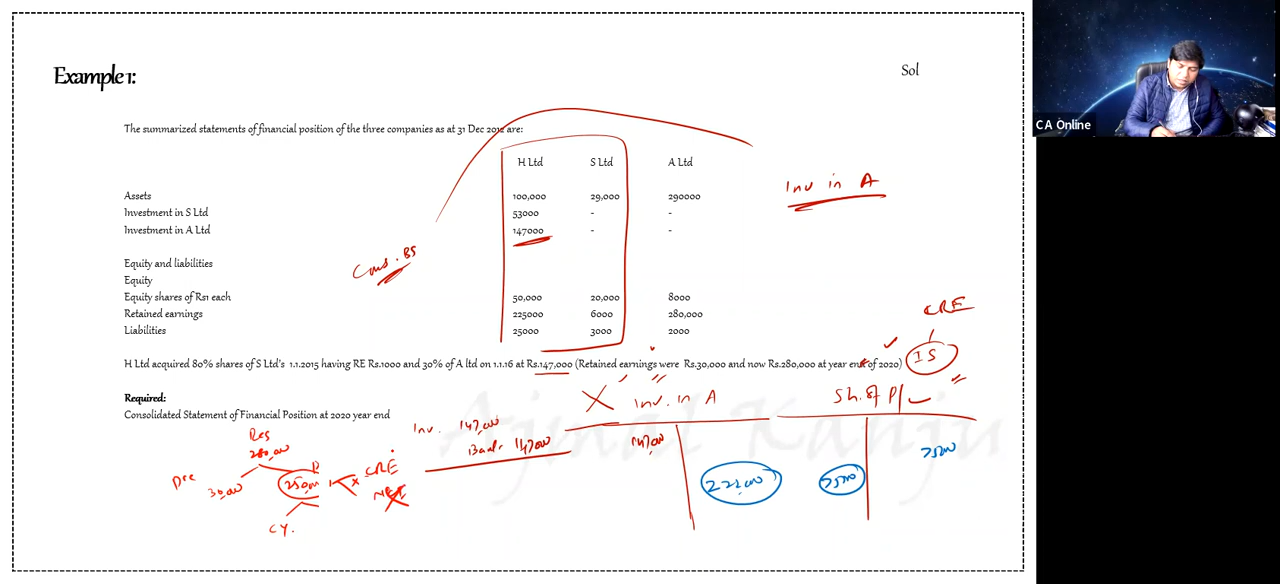 Example 1:
Sol
C A Online
The summarized statements of financial position of the three companies as at 31 Dec 2012 are:
H Ltd S Ltd A Ltd
Inv in A
Assets 100,000 29,000 290000
Investment in S Ltd 53000 - -
Investment in A Ltd 147000 - -
Cons. BS
Equity and liabilities
Equity
Equity shares of Rs1 each 50,000 20,000 8000
Retained earnings 225000 6000 280,000
Liabilities 25000 3000 2000
CRE
IS
H Ltd acquired 80% shares of S Ltd's 1.1.2015 having RE Rs.1000 and 30% of A ltd on 1.1.16 at Rs.147,000 (Retained earnings were Rs.30,000 and now Rs.280,000 at year end of 2020)
Required:
Consolidated Statement of Financial Position at 2020 year end
Inv. in A Sh. of P/L
Inv. 147,000
Bank 147,000
147,000
75000
222,000
75000
Res
280,000
Pre
30,000
250,000
CRE
NCI
CY.
Ajmal Kanju